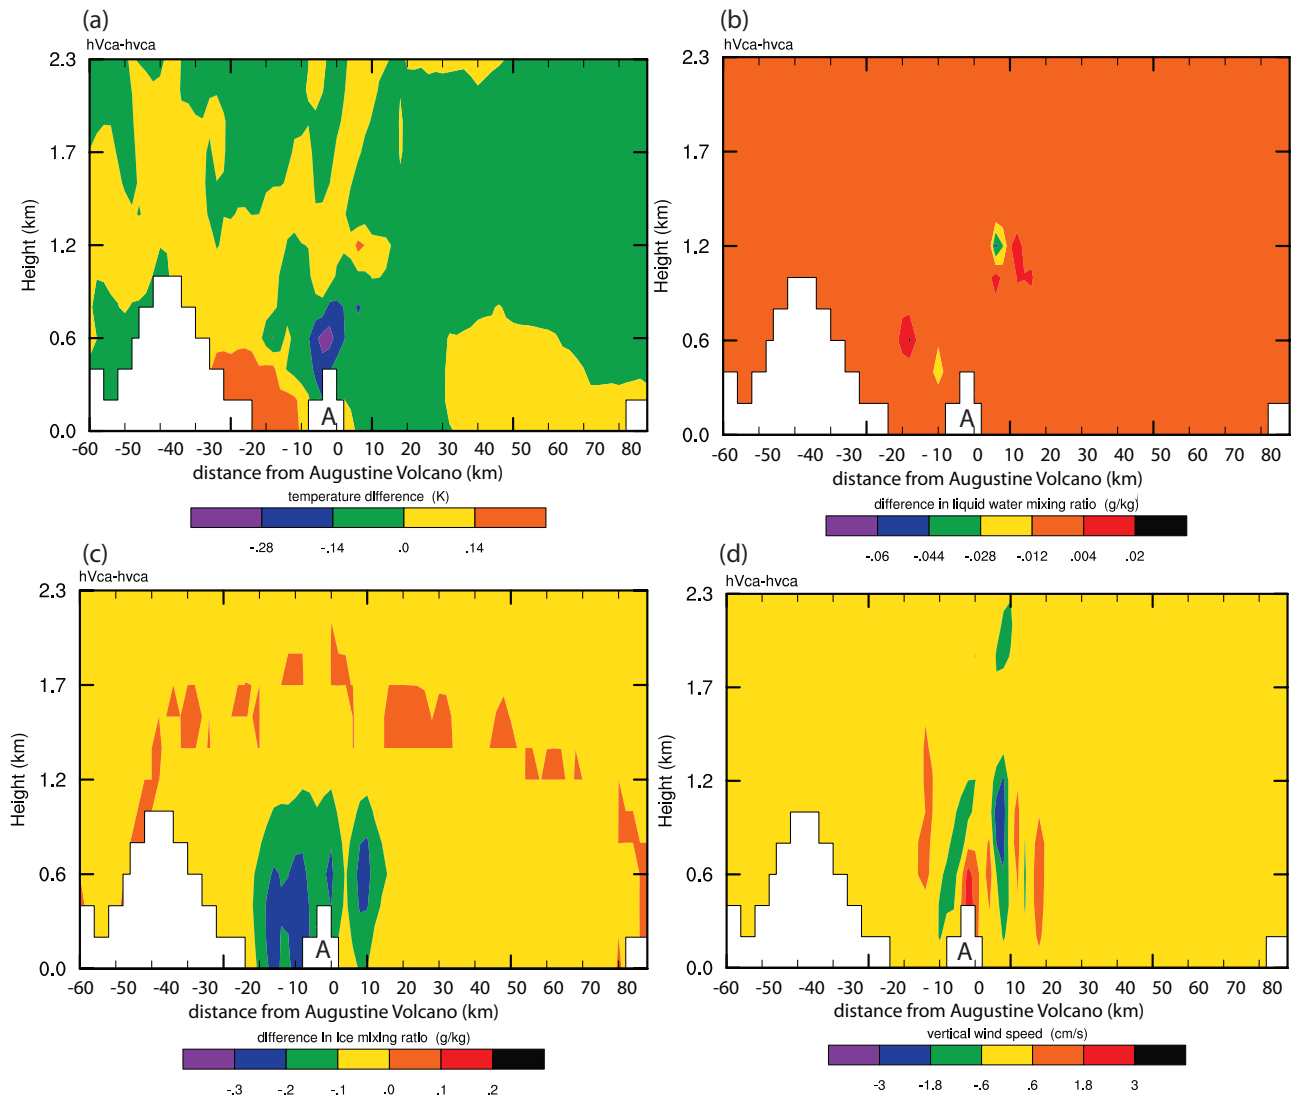 (a)
hVca-hvca
2.3
1.7
1.2
0.6
0.0
Height (km)
A
-60 -50 -40 -30 -20 -10 0 10 20 30 40 50 60 70 80
distance from Augustine Volcano (km)
temperature difference (K)
-.28 -.14 .0 .14
(b)
hVca-hvca
2.3
1.7
1.2
0.6
0.0
Height (km)
A
-60 -50 -40 -30 -20 -10 0 10 20 30 40 50 60 70 80
distance from Augustine Volcano (km)
difference in liquid water mixing ratio (g/kg)
-.06 -.044 -.028 -.012 .004 .02
(c)
hVca-hvca
2.3
1.7
1.2
0.6
0.0
Height (km)
A
-60 -50 -40 -30 -20 -10 0 10 20 30 40 50 60 70 80
distance from Augustine Volcano (km)
difference in ice mixing ratio (g/kg)
-.3 -.2 -.1 .0 .1 .2
(d)
hVca-hvca
2.3
1.7
1.2
0.6
0.0
Height (km)
A
-60 -50 -40 -30 -20 -10 0 10 20 30 40 50 60 70 80
distance from Augustine Volcano (km)
vertical wind speed (cm/s)
-3 -1.8 -.6 .6 1.8 3